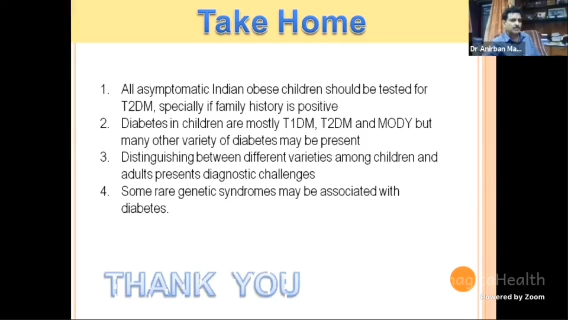 Take Home
Dr Anirban Ma...
1. All asymptomatic Indian obese children should be tested for
T2DM, specially if family history is positive
2. Diabetes in children are mostly T1DM, T2DM and MODY but
many other variety of diabetes may be present
3. Distinguishing between different varieties among children and
adults presents diagnostic challenges
4. Some rare genetic syndromes may be associated with
diabetes.
THANK YOU
Health
Powered by Zoom